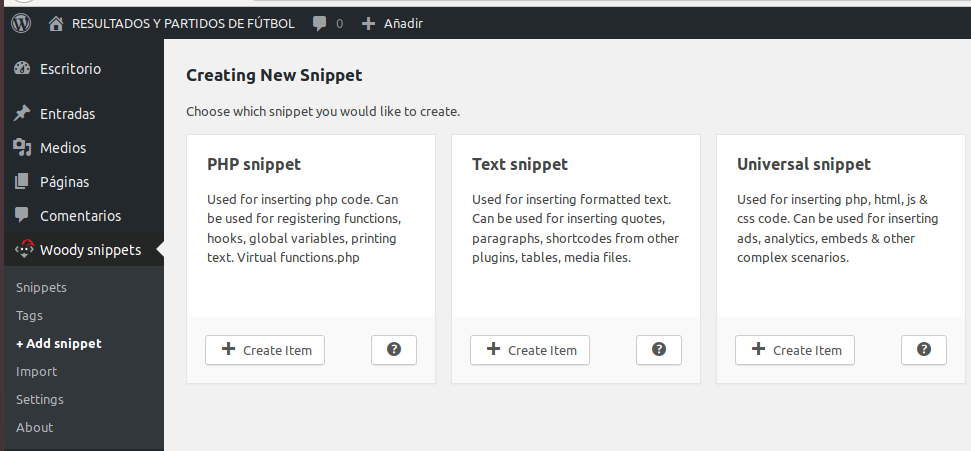 RESULTADOS Y PARTIDOS DE FÚTBOL 0 Añadir
Escritorio
Entradas
Medios
Páginas
Comentarios
Woody snippets
Snippets
Tags
+ Add snippet
Import
Settings
About
Creating New Snippet
Choose which snippet you would like to create.
PHP snippet
Used for inserting php code. Can
be used for registering functions,
hooks, global variables, printing
text. Virtual functions.php
Create Item
?
Text snippet
Used for inserting formatted text.
Can be used for inserting quotes,
paragraphs, shortcodes from other
plugins, tables, media files.
Create Item
?
Universal snippet
Used for inserting php, html, js &
css code. Can be used for inserting
ads, analytics, embeds & other
complex scenarios.
Create Item
?